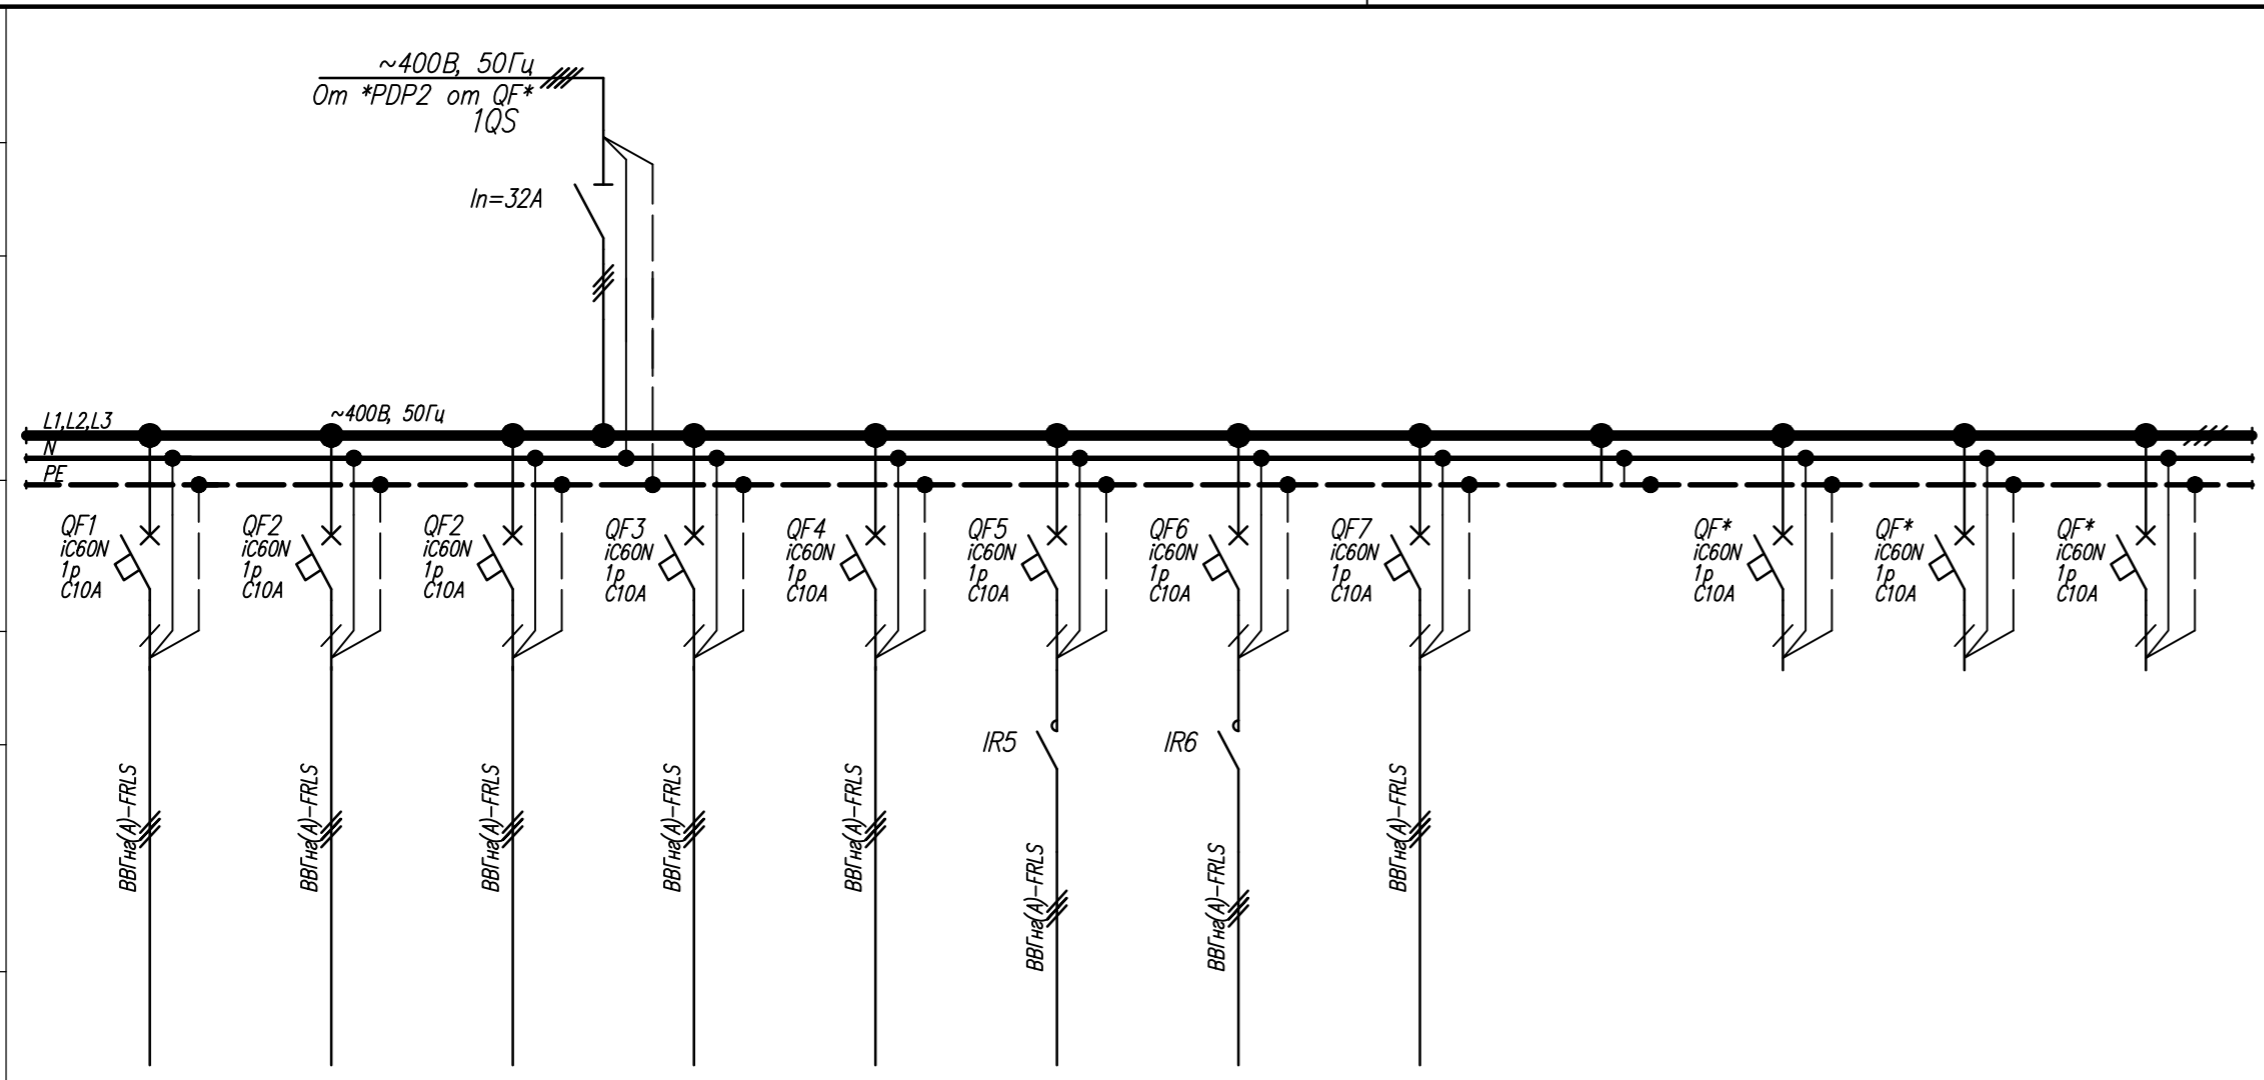 ~400В, 50Гц
От *PDP2 от QF*
1QS
In=32A
L1,L2,L3
~400В, 50Гц
N
PE
QF1
iC60N
1p
C10A
QF2
iC60N
1p
C10A
QF2
iC60N
1p
C10A
QF3
iC60N
1p
C10A
QF4
iC60N
1p
C10A
QF5
iC60N
1p
C10A
QF6
iC60N
1p
C10A
QF7
iC60N
1p
C10A
QF*
iC60N
1p
C10A
QF*
iC60N
1p
C10A
QF*
iC60N
1p
C10A
IR5
IR6
ВВГнг(А)-FRLS
ВВГнг(А)-FRLS
ВВГнг(А)-FRLS
ВВГнг(А)-FRLS
ВВГнг(А)-FRLS
ВВГнг(А)-FRLS
ВВГнг(А)-FRLS
ВВГнг(А)-FRLS